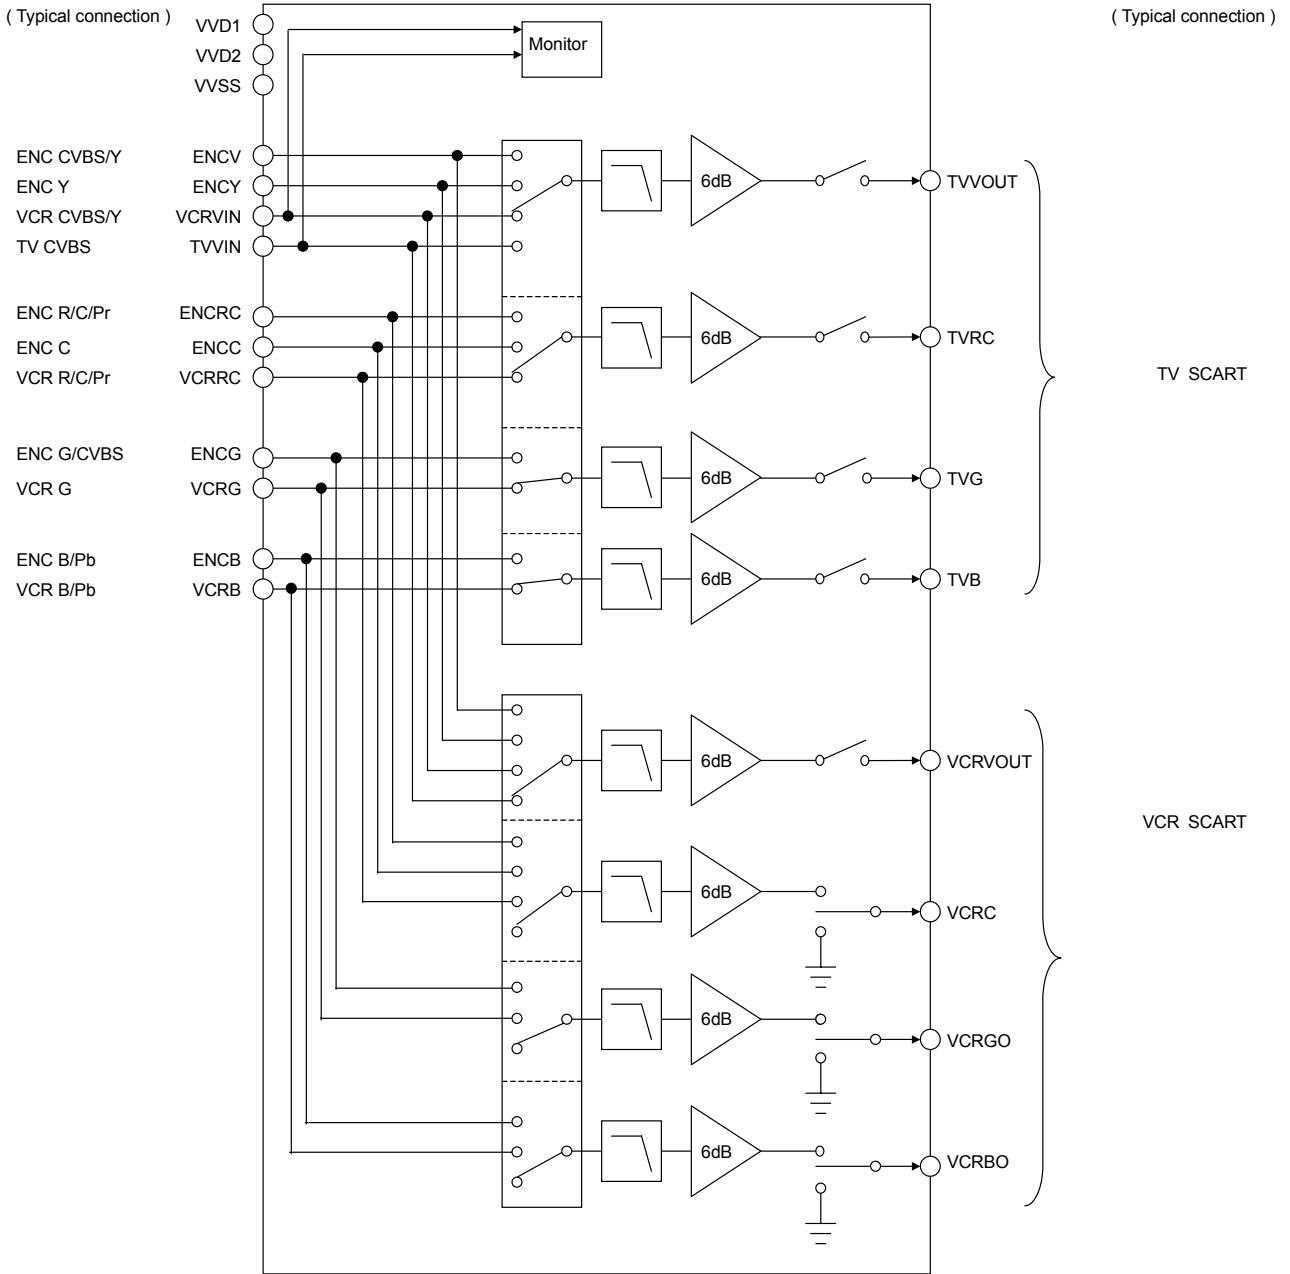 ( Typical connection )
( Typical connection )
VVD1
Monitor
VVD2
VVSS
ENC CVBS/Y ENCV
ENC Y ENCY 6dB TVVOUT
VCR CVBS/Y VCRVIN
TV CVBS TVVIN
ENC R/C/Pr ENCRC
6dB TVRC
ENC C ENCC
VCR R/C/Pr VCRRC
TV SCART
ENC G/CVBS ENCG
6dB TVG
VCR G VCRG
ENC B/Pb ENCB
6dB TVB
VCR B/Pb VCRB
6dB VCRVOUT
VCR SCART
6dB
VCRC
6dB
VCRGO
6dB
VCRBO